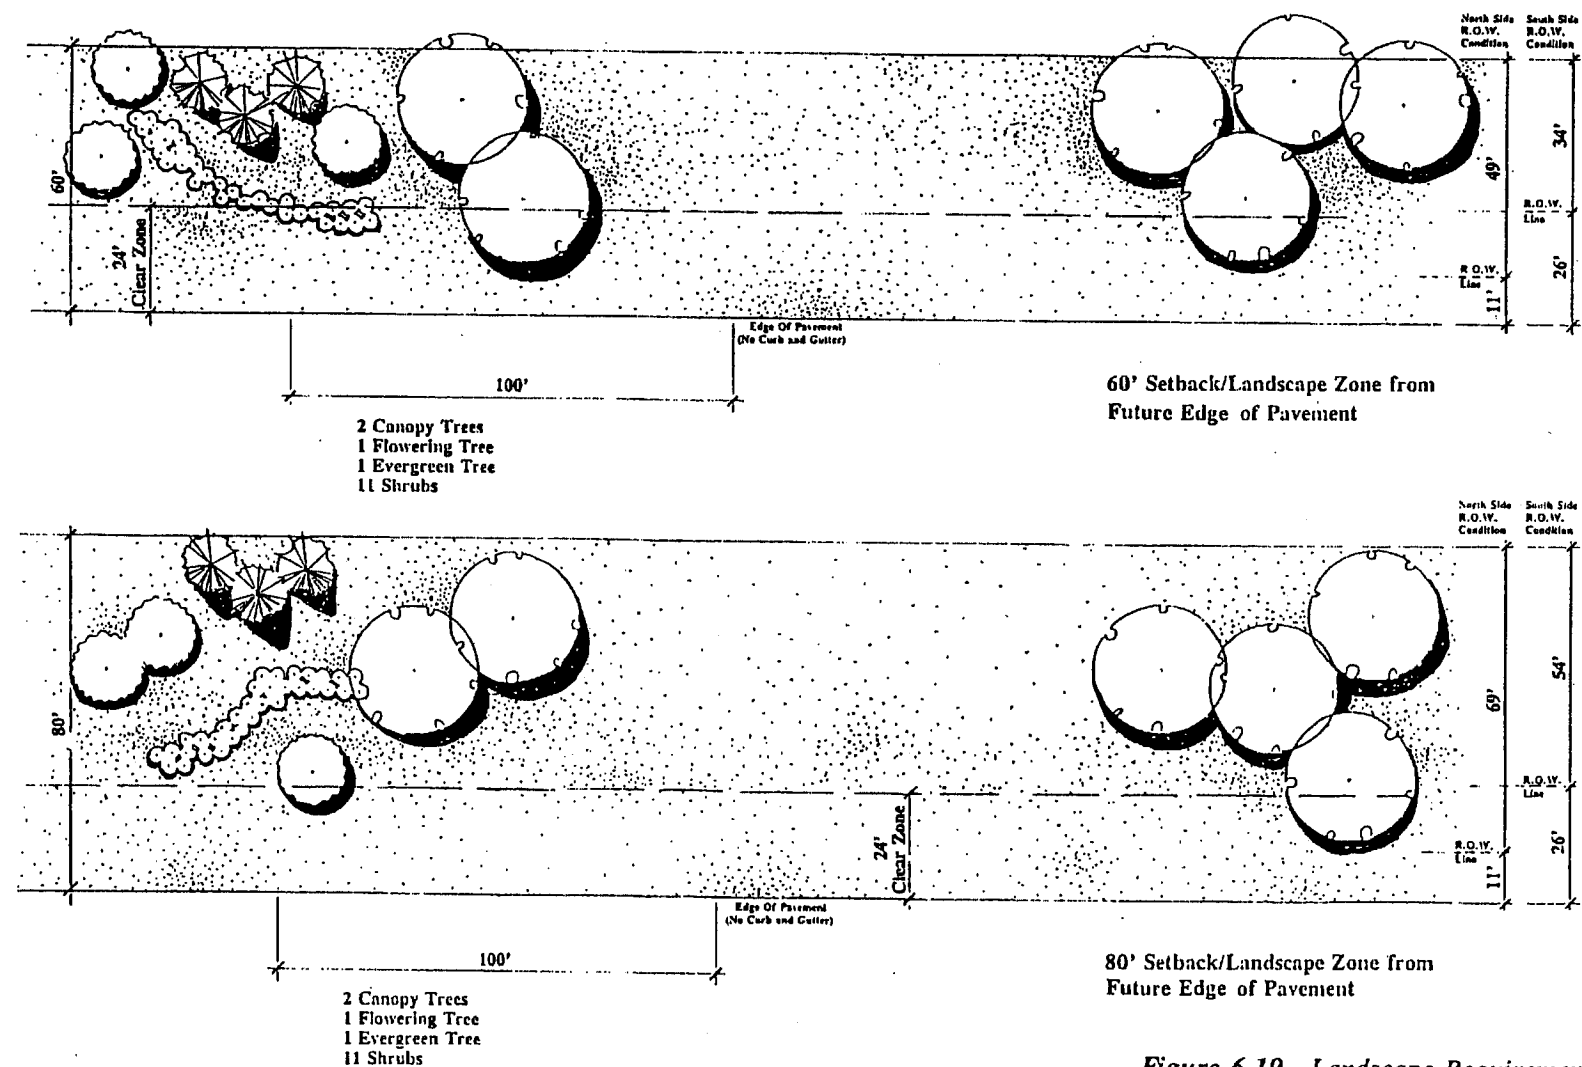 North Side
R.O.W.
Condition
South Side
R.O.W.
Condition
60'
24'
Clear Zone
49'
34'
R.O.W.
Line
R.O.W.
Line
11'
26'
Edge Of Pavement
(No Curb and Gutter)
100'
2 Canopy Trees
1 Flowering Tree
1 Evergreen Tree
11 Shrubs
60' Setback/Landscape Zone from
Future Edge of Pavement
North Side
R.O.W.
Condition
South Side
R.O.W.
Condition
80'
24'
Clear Zone
69'
54'
R.O.W.
Line
R.O.W.
Line
11'
26'
Edge Of Pavement
(No Curb and Gutter)
100'
2 Canopy Trees
1 Flowering Tree
1 Evergreen Tree
11 Shrubs
80' Setback/Landscape Zone from
Future Edge of Pavement
Figure 6.10 Landscape